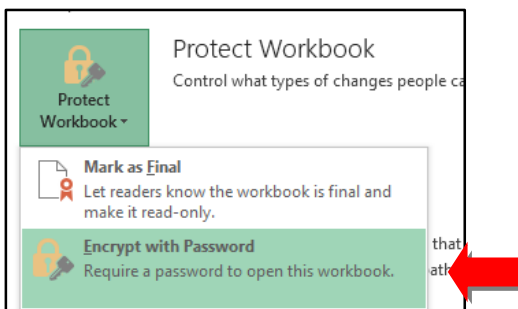 Protect Workbook
Control what types of changes people ca
Protect
Workbook
Mark as Final
Let readers know the workbook is final and
make it read-only.
Encrypt with Password
Require a password to open this workbook.
that